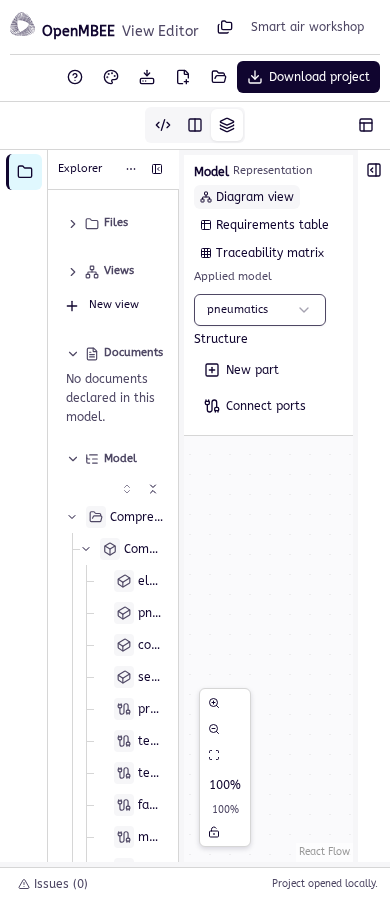 OpenMBEE View Editor
Smart air workshop
Download project
Explorer
Files
Views
New view
Documents
No documents
declared in this
model.
Model
Compre...
Com...
el...
pn...
co...
se...
pr...
te...
te...
fa...
m...
Model Representation
Diagram view
Requirements table
Traceability matrix
Applied model
pneumatics
Structure
New part
Connect ports
100%
100%
React Flow
Issues (0)
Project opened locally.